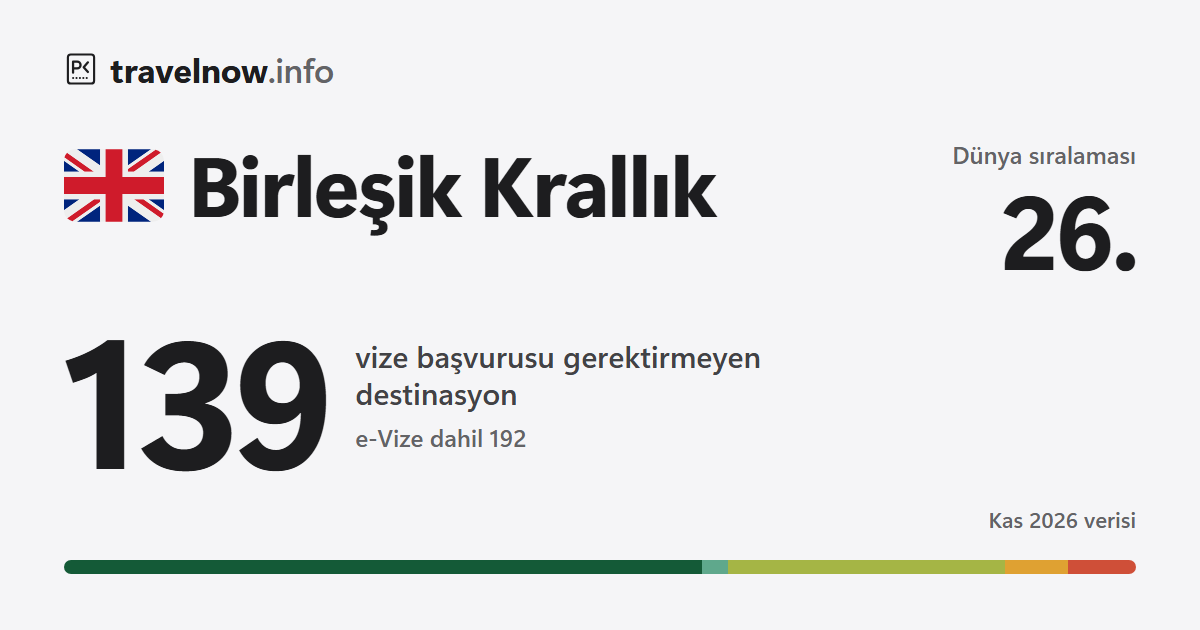 travelnow.info
Birleşik Krallık
Dünya sıralaması
26.
139
vize başvurusu gerektirmeyen
destinasyon
e-Vize dahil 192
Kas 2026 verisi